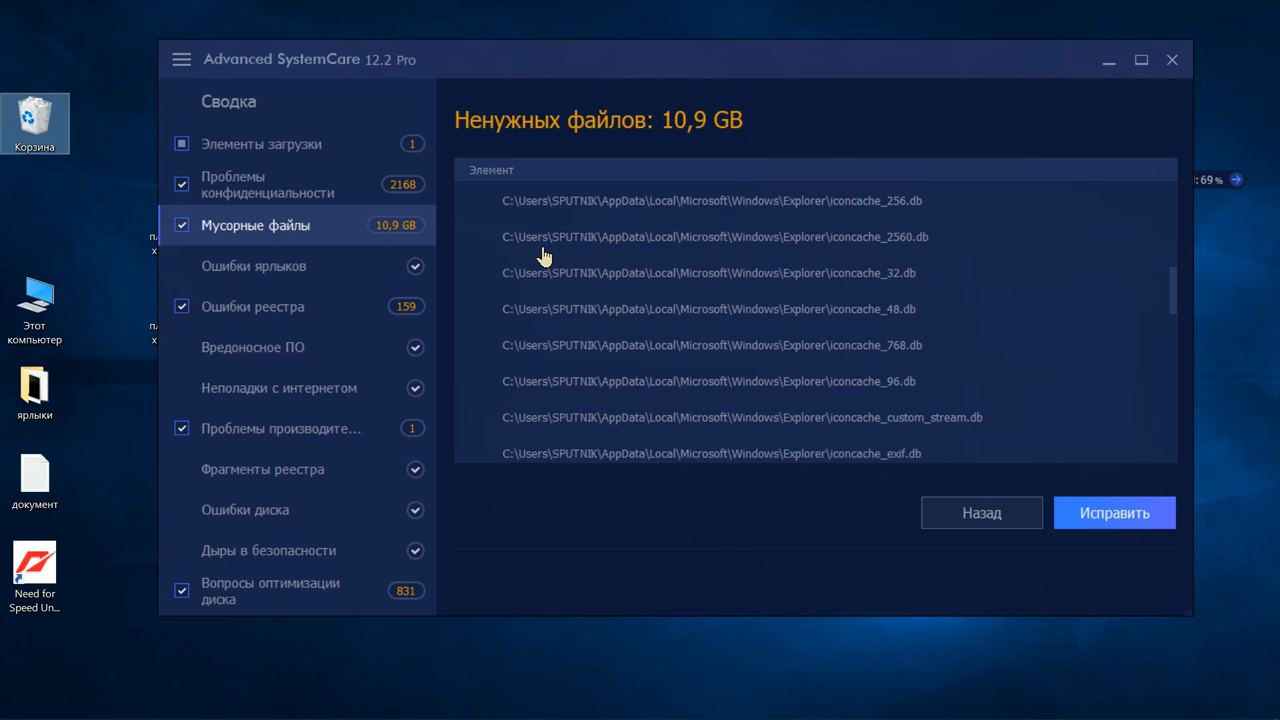 Advanced SystemCare 12.2 Pro
Сводка
Элементы загрузки 1
Проблемы
конфиденциальности 2168
Мусорные файлы 10,9 GB
Ошибки ярлыков
Ошибки реестра 159
Вредоносное ПО
Неполадки с интернетом
Проблемы производите... 1
Фрагменты реестра
Ошибки диска
Дыры в безопасности
Вопросы оптимизации
диска 831
Ненужных файлов: 10,9 GB
Элемент
C:\Users\SPUTNIK\AppData\Local\Microsoft\Windows\Explorer\iconcache_256.db
C:\Users\SPUTNIK\AppData\Local\Microsoft\Windows\Explorer\iconcache_2560.db
C:\Users\SPUTNIK\AppData\Local\Microsoft\Windows\Explorer\iconcache_32.db
C:\Users\SPUTNIK\AppData\Local\Microsoft\Windows\Explorer\iconcache_48.db
C:\Users\SPUTNIK\AppData\Local\Microsoft\Windows\Explorer\iconcache_768.db
C:\Users\SPUTNIK\AppData\Local\Microsoft\Windows\Explorer\iconcache_96.db
C:\Users\SPUTNIK\AppData\Local\Microsoft\Windows\Explorer\iconcache_custom_stream.db
C:\Users\SPUTNIK\AppData\Local\Microsoft\Windows\Explorer\iconcache_exif.db
Назад
Исправить
Корзина
Этот
компьютер
ярлыки
документ
Need for
Speed Un...
69%